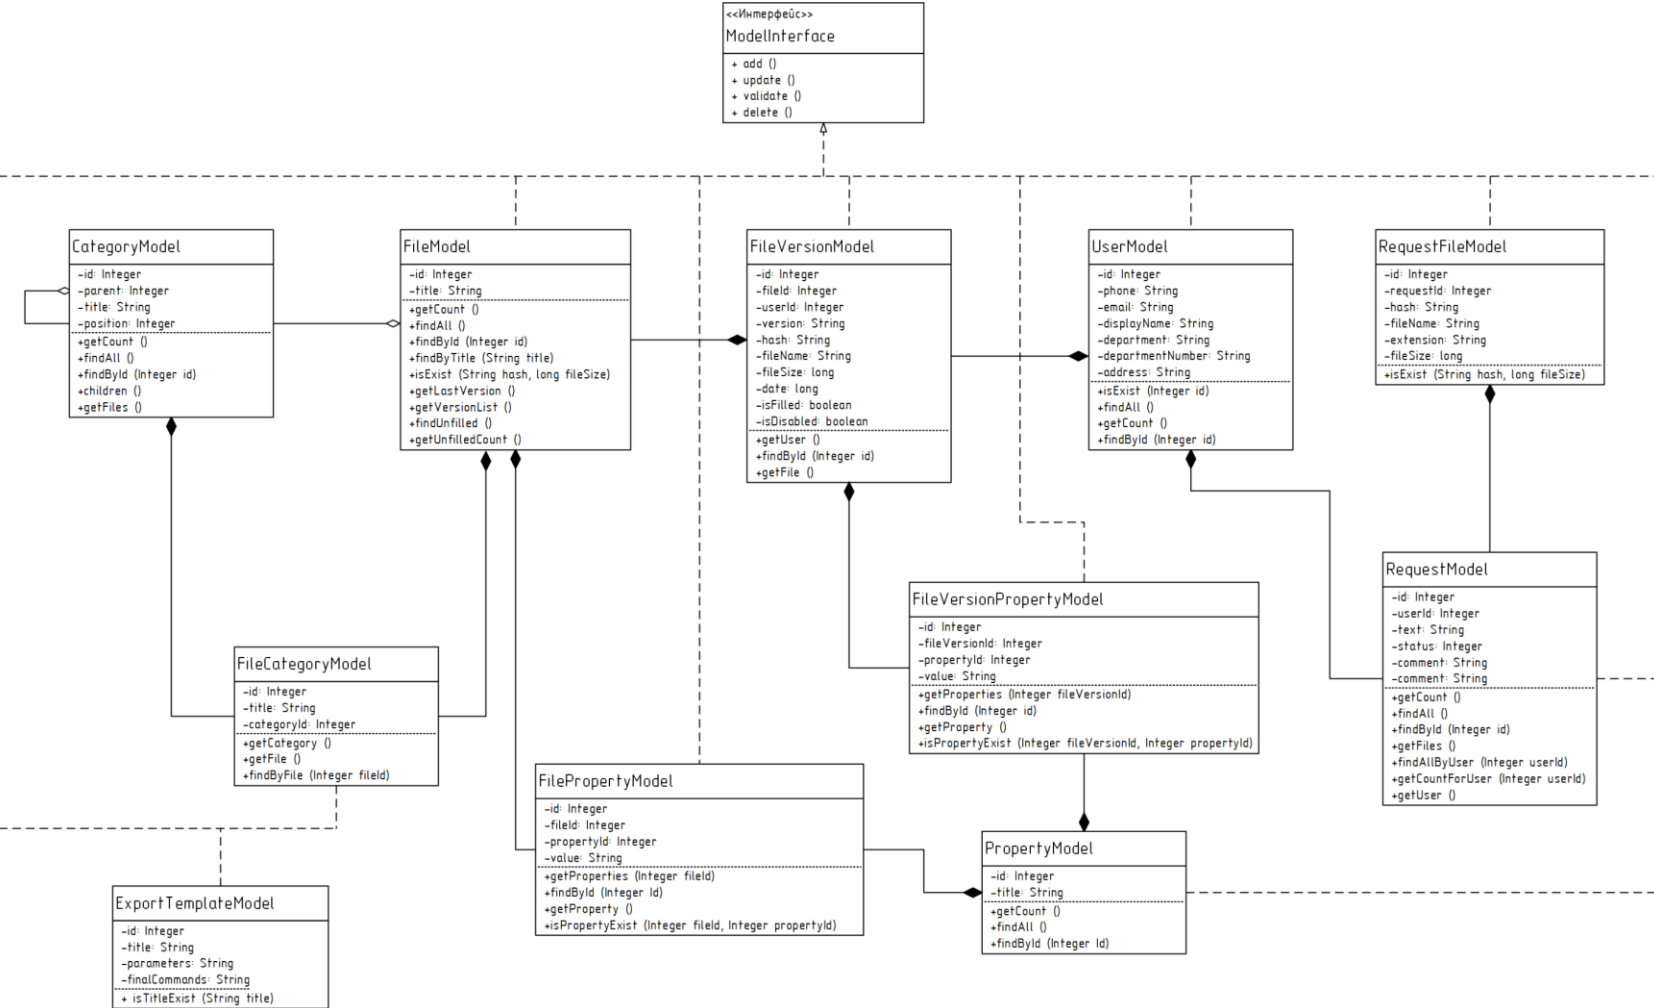 <<Интерфейс>>
ModelInterface
+ add ()
+ update ()
+ validate ()
+ delete ()
CategoryModel
-id: Integer
-parent: Integer
-title: String
-position: Integer
+getCount ()
+findAll ()
+findById (Integer id)
+children ()
+getFiles ()
FileModel
-id: Integer
-title: String
+getCount ()
+findAll ()
+findById (Integer id)
+findByTitle (String title)
+isExist (String hash, long fileSize)
+getLastVersion ()
+getVersionList ()
+findUnfilled ()
+getUnfilledCount ()
FileVersionModel
-id: Integer
-fileId: Integer
-userId: Integer
-version: String
-hash: String
-fileName: String
-fileSize: long
-date: long
-isFilled: boolean
-isDisabled: boolean
+getUser ()
+findById (Integer id)
+getFile ()
UserModel
-id: Integer
-phone: String
-email: String
-displayName: String
-department: String
-departmentNumber: String
-address: String
+isExist (Integer id)
+findAll ()
+getCount ()
+findById (Integer id)
RequestFileModel
-id: Integer
-requestId: Integer
-hash: String
-fileName: String
-extension: String
-fileSize: long
+isExist (String hash, long fileSize)
RequestModel
-id: Integer
-userId: Integer
-text: String
-status: Integer
-comment: String
-comment: String
+getCount ()
+findAll ()
+findById (Integer id)
+getFiles ()
+findAllByUser (Integer userId)
+getCountForUser (Integer userId)
+getUser ()
FileVersionPropertyModel
-id: Integer
-fileVersionId: Integer
-propertyId: Integer
-value: String
+getProperties (Integer fileVersionId)
+findById (Integer id)
+getProperty ()
+isPropertyExist (Integer fileVersionId, Integer propertyId)
FileCategoryModel
-id: Integer
-title: String
-categoryId: Integer
+getCategory ()
+getFile ()
+findByFile (Integer fileId)
FilePropertyModel
-id: Integer
-fileId: Integer
-propertyId: Integer
-value: String
+getProperties (Integer fileId)
+findById (Integer Id)
+getProperty ()
+isPropertyExist (Integer fileId, Integer propertyId)
PropertyModel
-id: Integer
-title: String
+getCount ()
+findAll ()
+findById (Integer Id)
ExportTemplateModel
-id: Integer
-title: String
-parameters: String
-finalCommands: String
+ isTitleExist (String title)